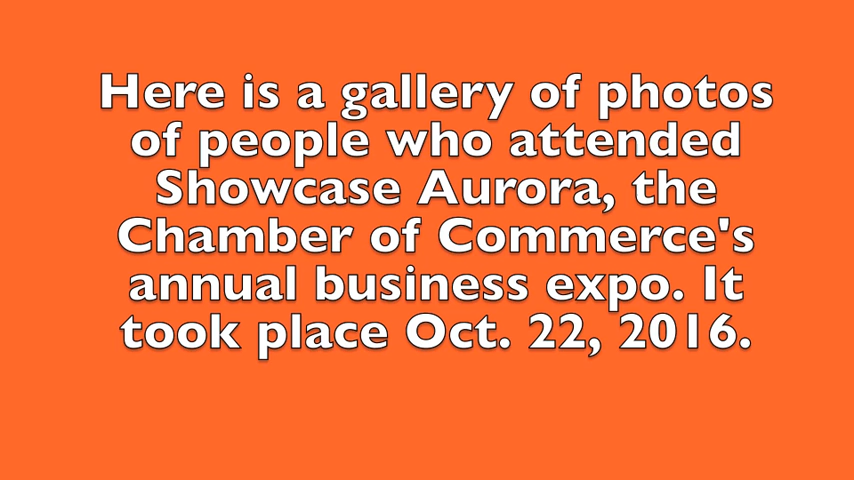 Here is a gallery of photos
of people who attended
Showcase Aurora, the
Chamber of Commerce's
annual business expo. It
took place Oct. 22, 2016.